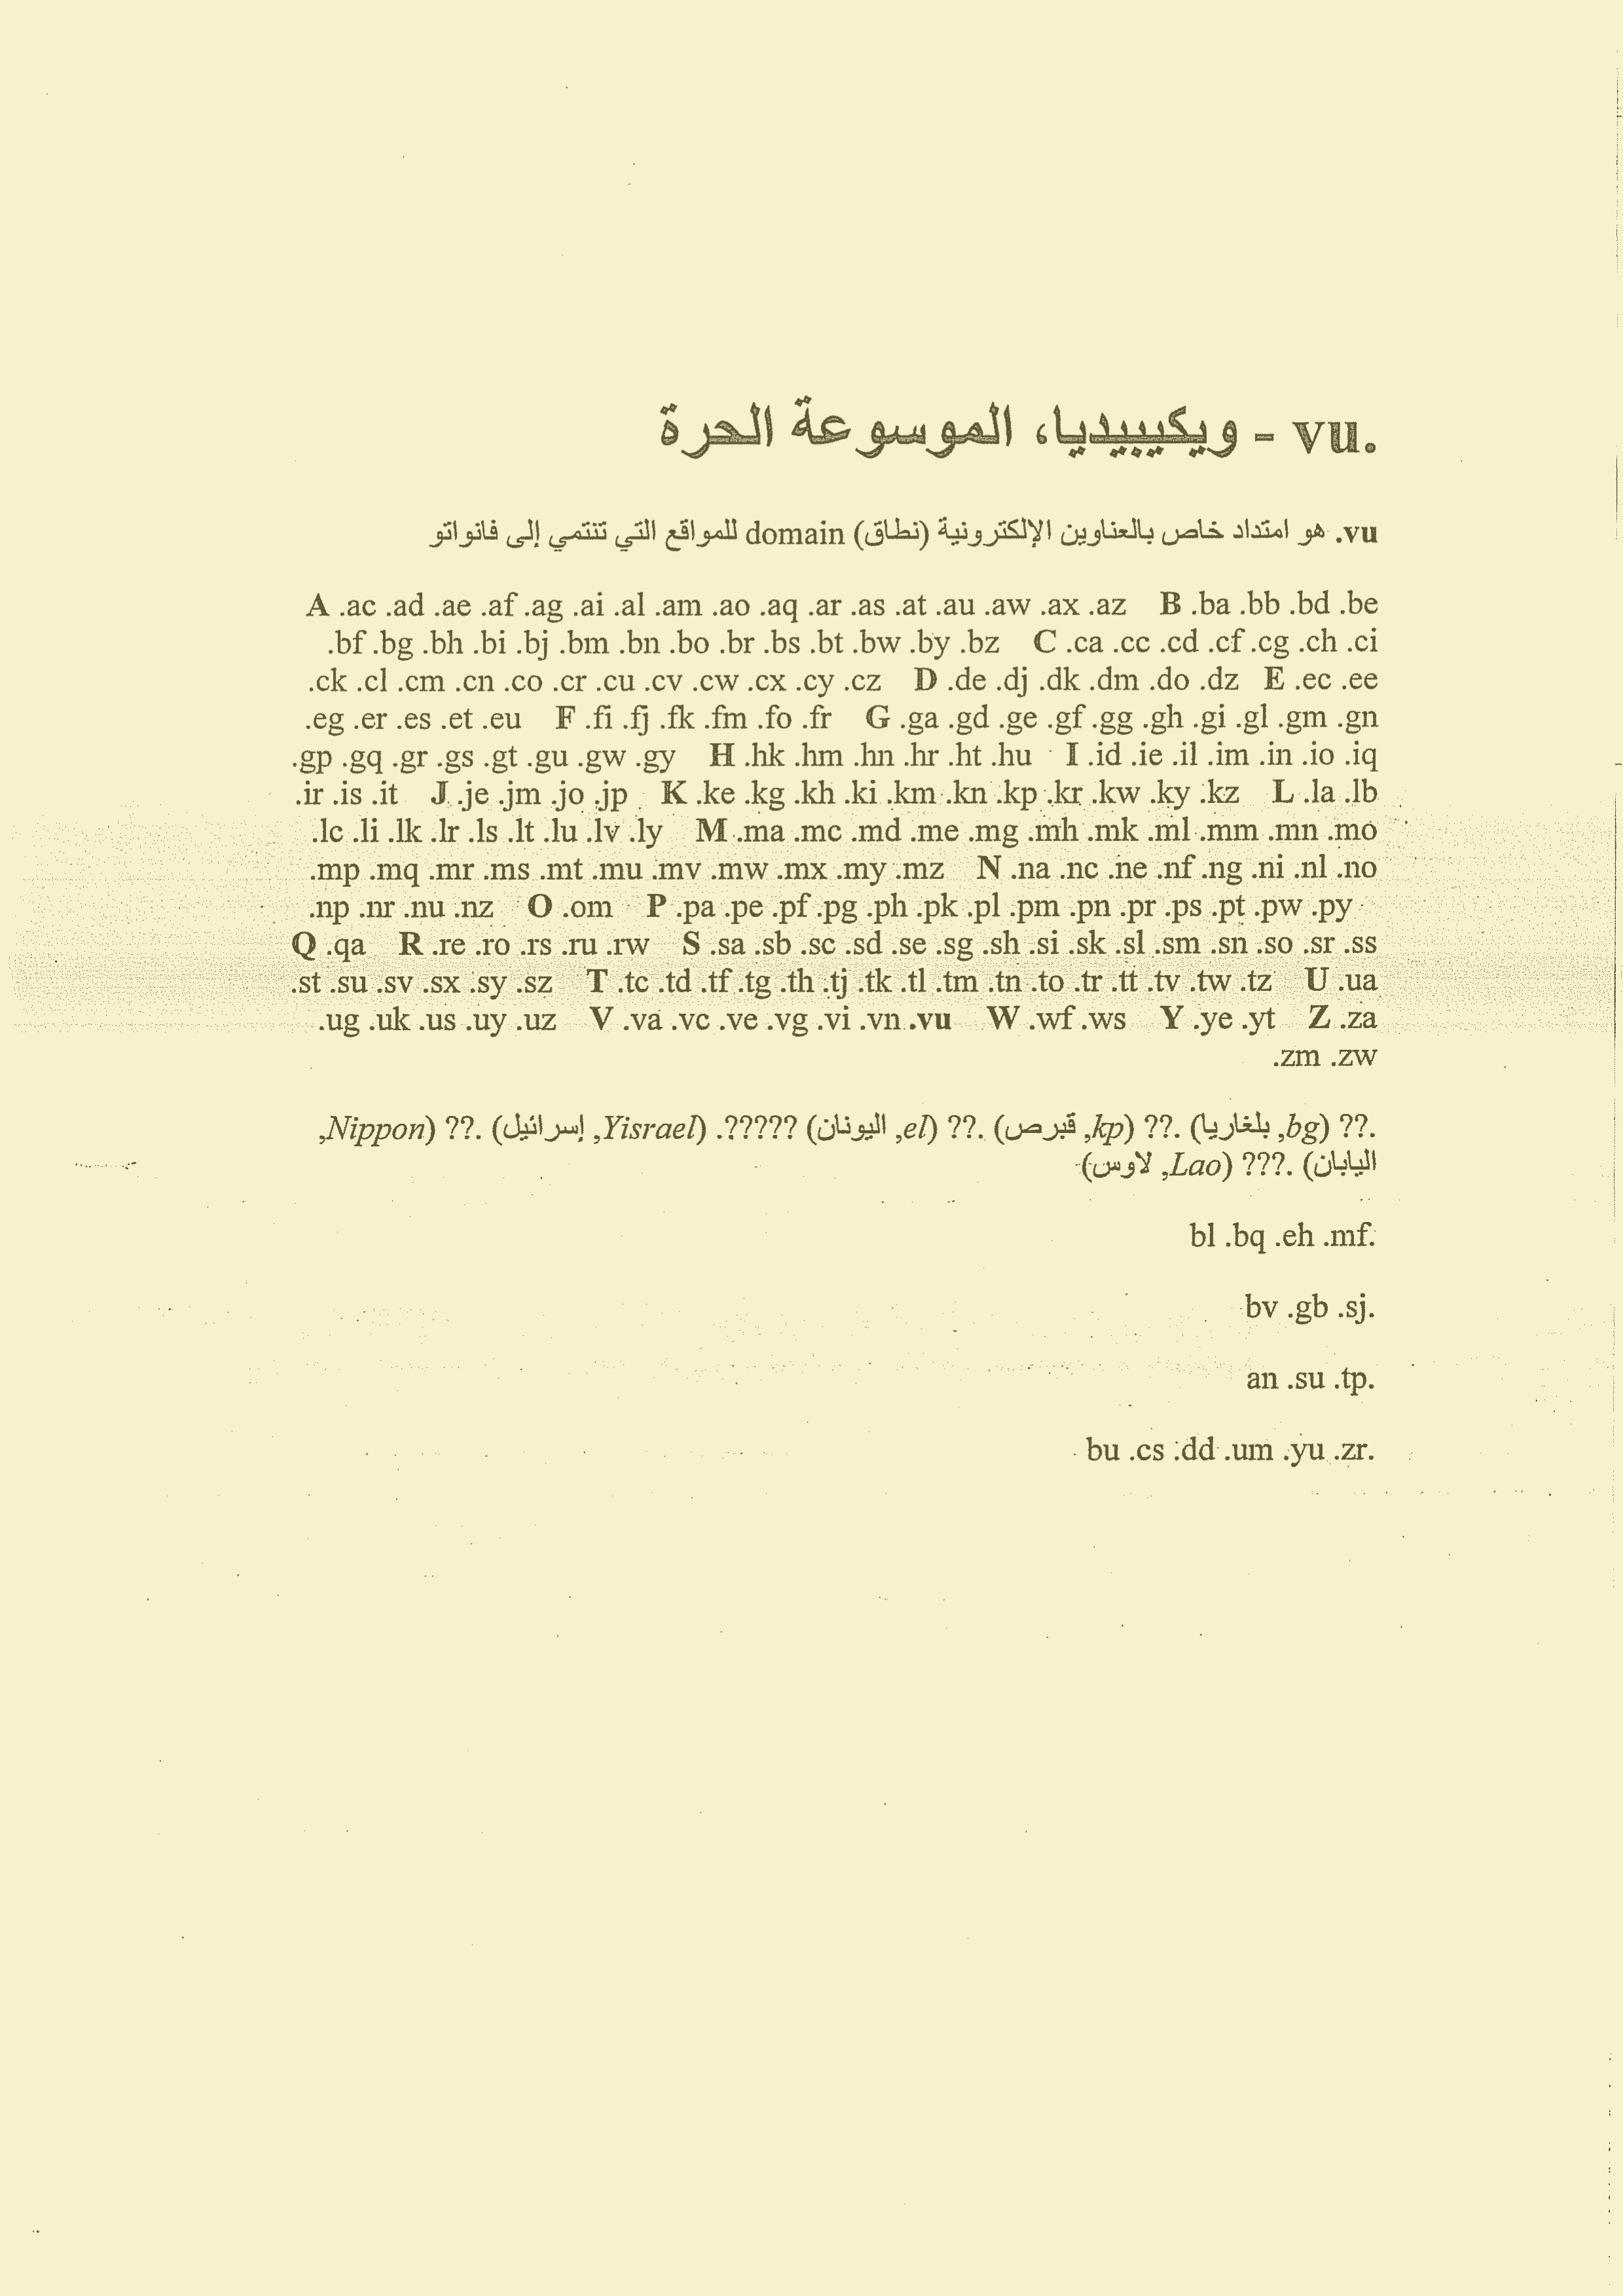 .vu - ويكيبيديا، الموسوعة الحرة
.vu هو امتداد خاص بالعناوين الإلكترونية (نطاق) domain للمواقع التي تنتمي إلى فانواتو
A .ac .ad .ae .af .ag .ai .al .am .ao .aq .ar .as .at .au .aw .ax .az B .ba .bb .bd .be
.bf .bg .bh .bi .bj .bm .bn .bo .br .bs .bt .bw .by .bz C .ca .cc .cd .cf .cg .ch .ci
.ck .cl .cm .cn .co .cr .cu .cv .cw .cx .cy .cz D .de .dj .dk .dm .do .dz E .ec .ee
.eg .er .es .et .eu F .fi .fj .fk .fm .fo .fr G .ga .gd .ge .gf .gg .gh .gi .gl .gm .gn
.gp .gq .gr .gs .gt .gu .gw .gy H .hk .hm .hn .hr .ht .hu I .id .ie .il .im .in .io .iq
.ir .is .it J .je .jm .jo .jp K .ke .kg .kh .ki .km .kn .kp .kr .kw .ky .kz L .la .lb
.lc .li .lk .lr .ls .lt .lu .lv .ly M .ma .mc .md .me .mg .mh .mk .ml .mm .mn .mo
.mp .mq .mr .ms .mt .mu .mv .mw .mx .my .mz N .na .nc .ne .nf .ng .ni .nl .no
.np .nr .nu .nz O .om P .pa .pe .pf .pg .ph .pk .pl .pm .pn .pr .ps .pt .pw .py
Q .qa R .re .ro .rs .ru .rw S .sa .sb .sc .sd .se .sg .sh .si .sk .sl .sm .sn .so .sr .ss
.st .su .sv .sx .sy .sz T .tc .td .tf .tg .th .tj .tk .tl .tm .tn .to .tr .tt .tv .tw .tz U .ua
.ug .uk .us .uy .uz V .va .vc .ve .vg .vi .vn .vu W .wf .ws Y .ye .yt Z .za
.zm .zw
.?? (bg, بلغاريا) .?? (kp, قبرص) .?? (el, اليونان) .????? (Yisrael, إسرائيل) .?? (Nippon,
اليابان) .??? (Lao, لاوس)
.bl .bq .eh .mf
.bv .gb .sj
.an .su .tp
.bu .cs .dd .um .yu .zr